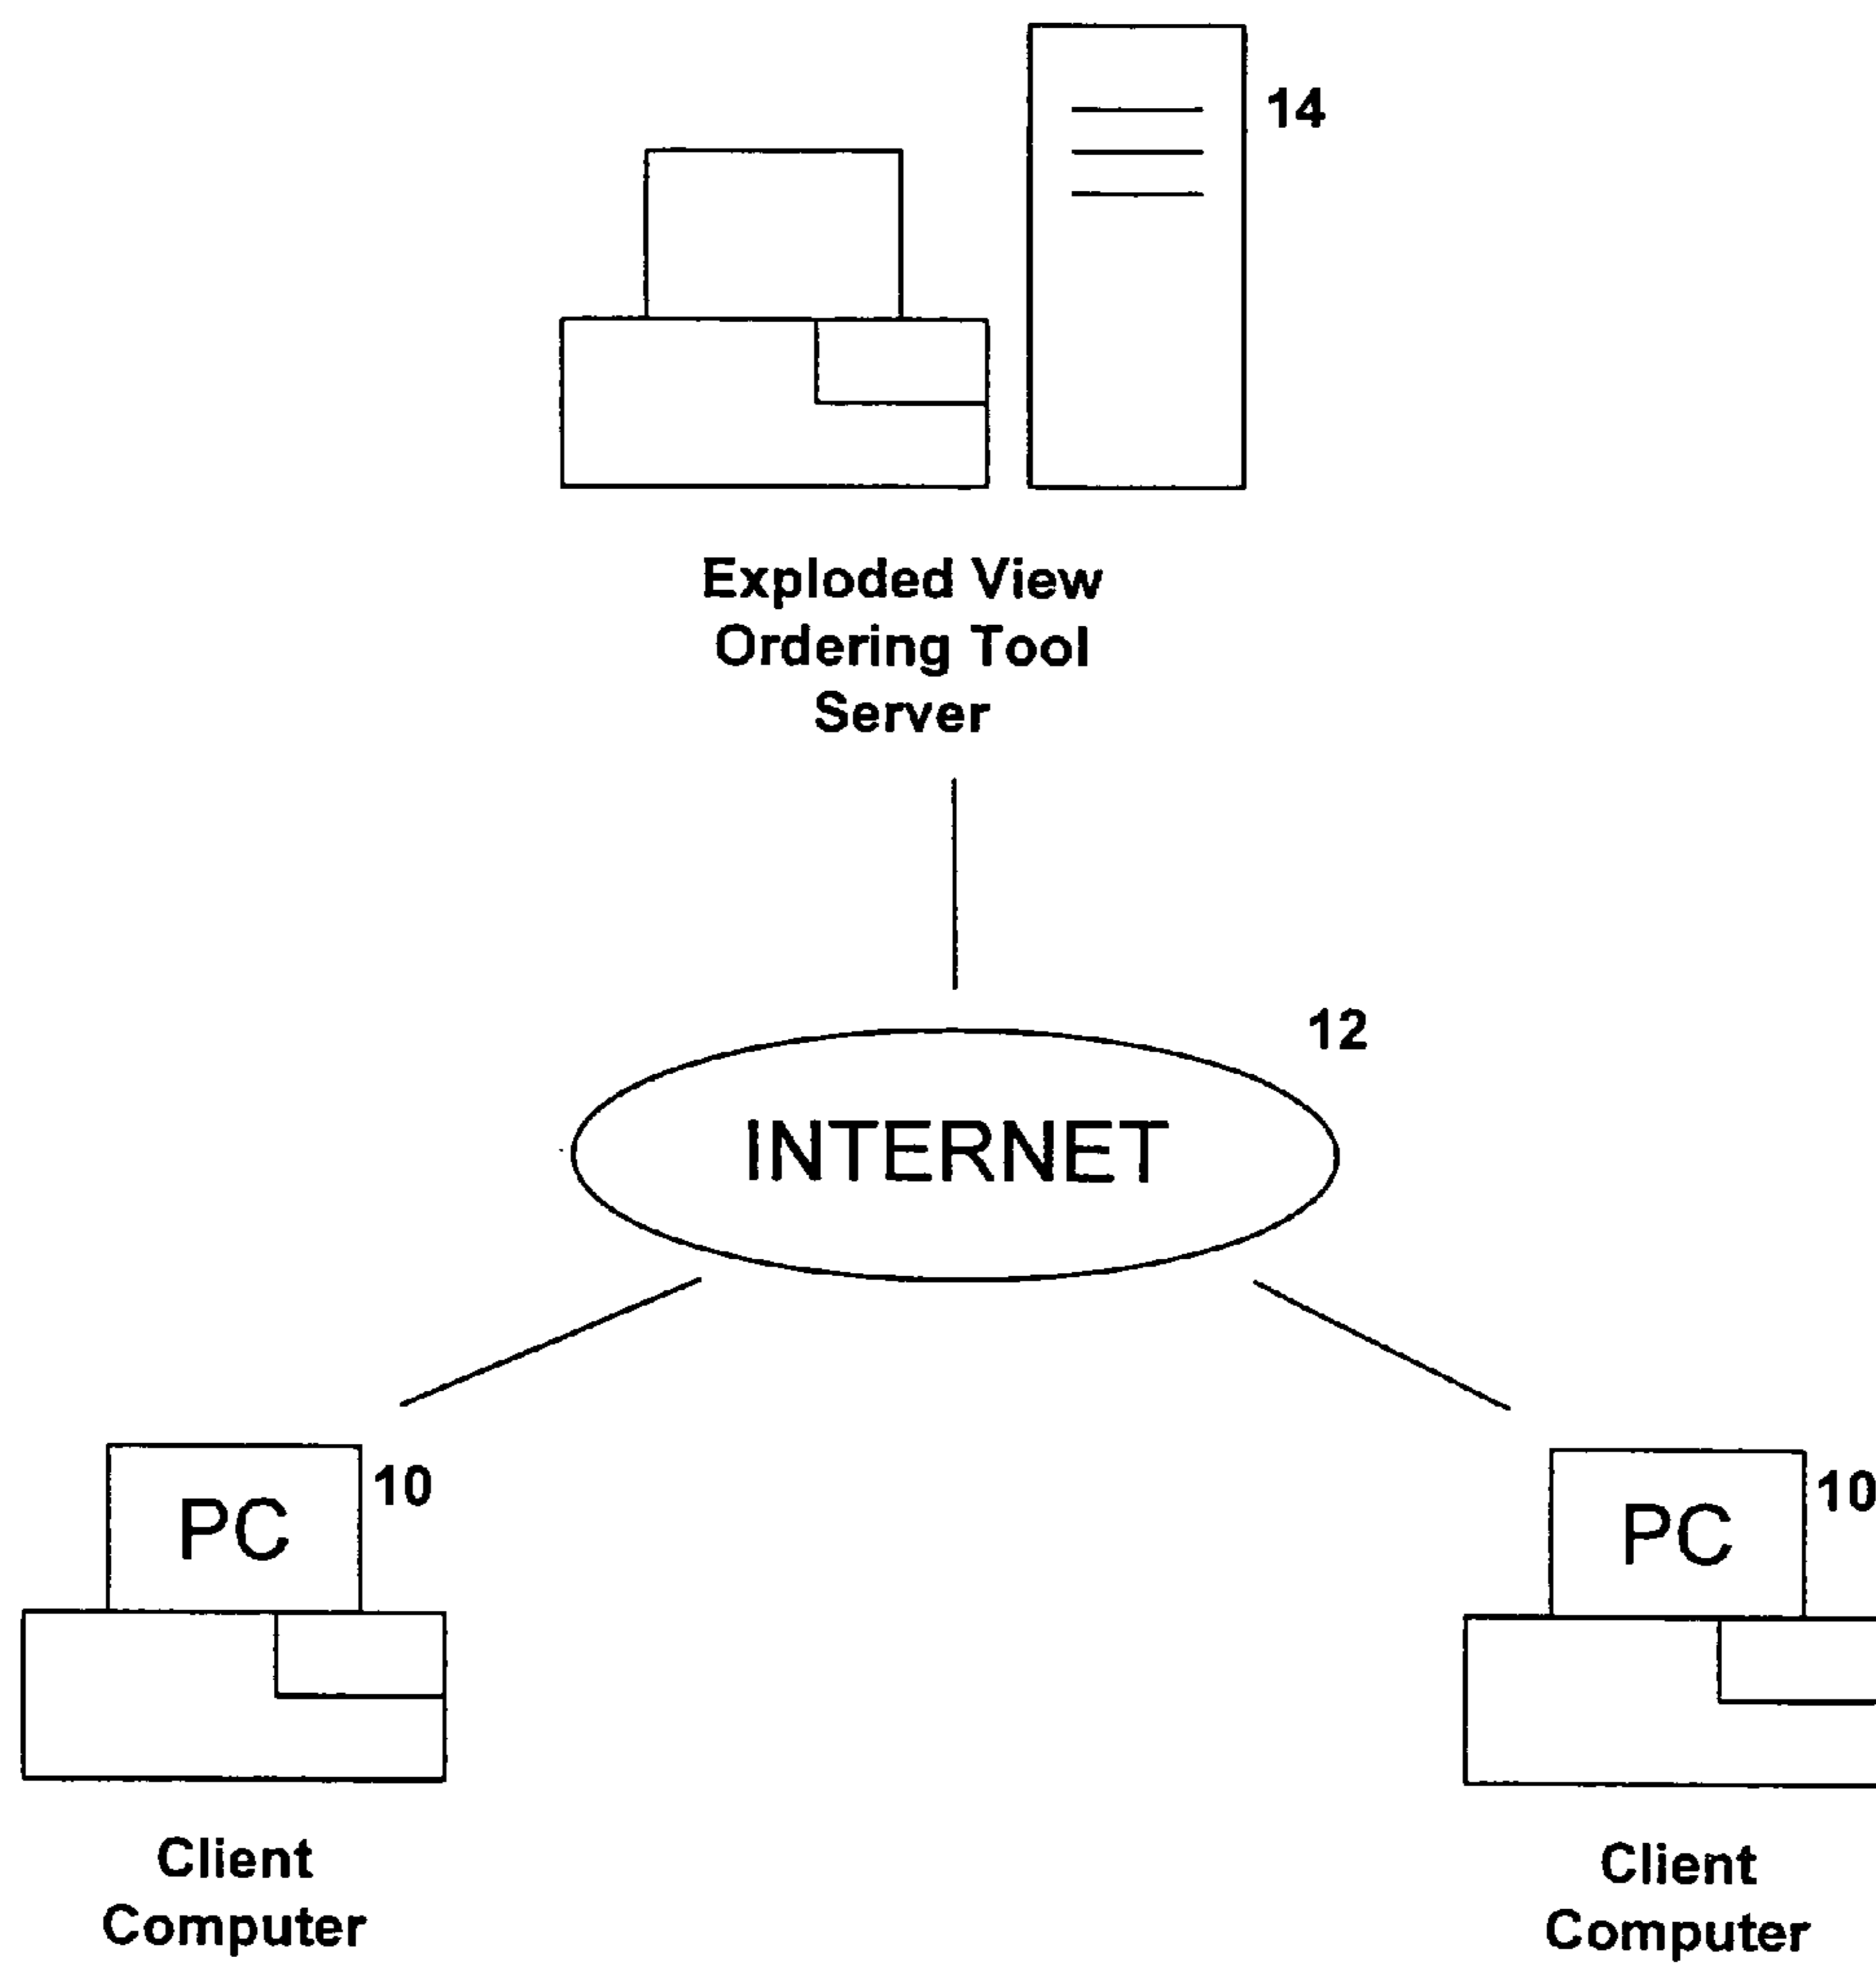 14
Exploded View
Ordering Tool
Server
12
INTERNET
PC
10
PC
10
Client
Computer
Client
Computer